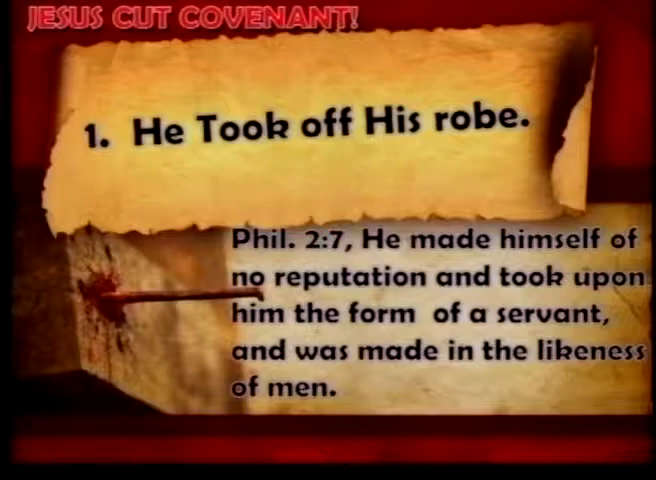 JESUS CUT COVENANT!
1. He Took off His robe.
Phil. 2:7, He made himself of
no reputation and took upon
him the form of a servant,
and was made in the likeness
of men.